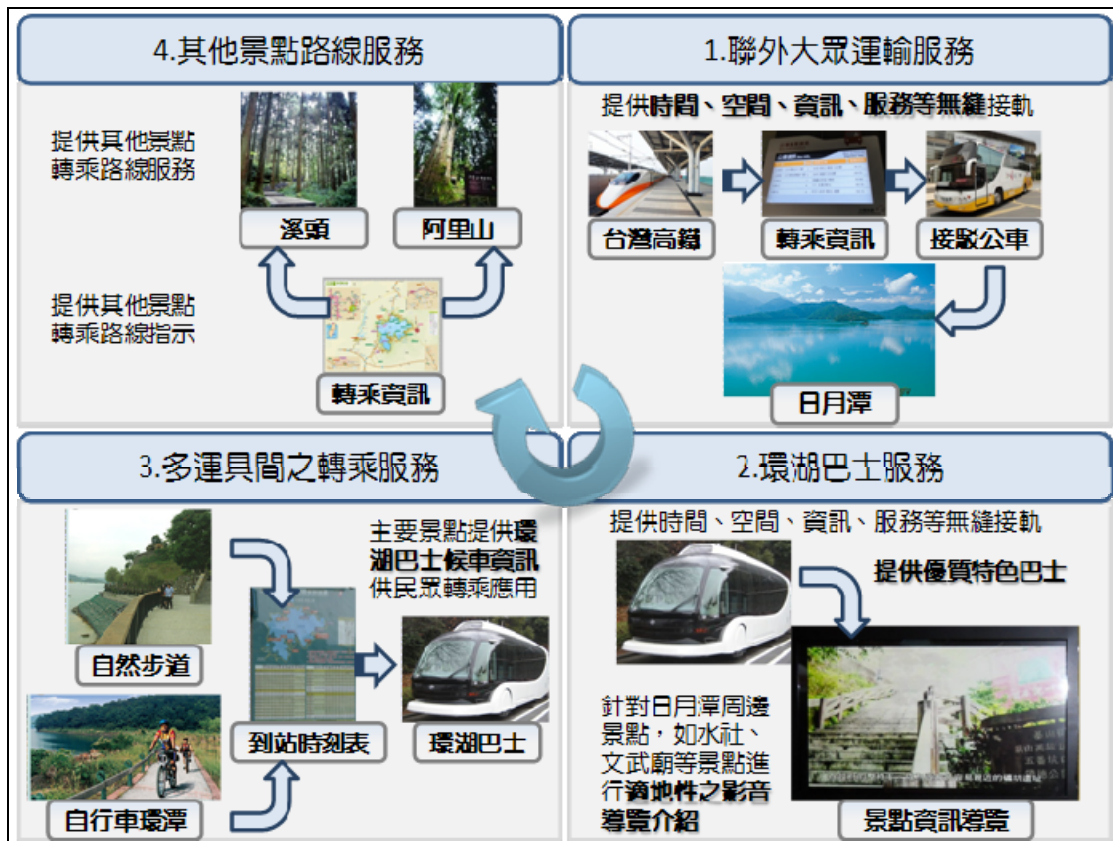 4.其他景點路線服務
提供其他景點
轉乘路線服務
溪頭
阿里山
提供其他景點
轉乘路線指示
轉乘資訊
1.聯外大眾運輸服務
提供時間、空間、資訊、服務等無縫接軌
台灣高鐵
轉乘資訊
接駁公車
日月潭
3.多運具間之轉乘服務
主要景點提供環
湖巴士候車資訊
供民眾轉乘應用
自然步道
到站時刻表
環湖巴士
自行車環潭
2.環湖巴士服務
提供時間、空間、資訊、服務等無縫接軌
提供優質特色巴士
針對日月潭周邊
景點，如水社、
文武廟等景點進
行適地性之影音
導覽介紹
景點資訊導覽